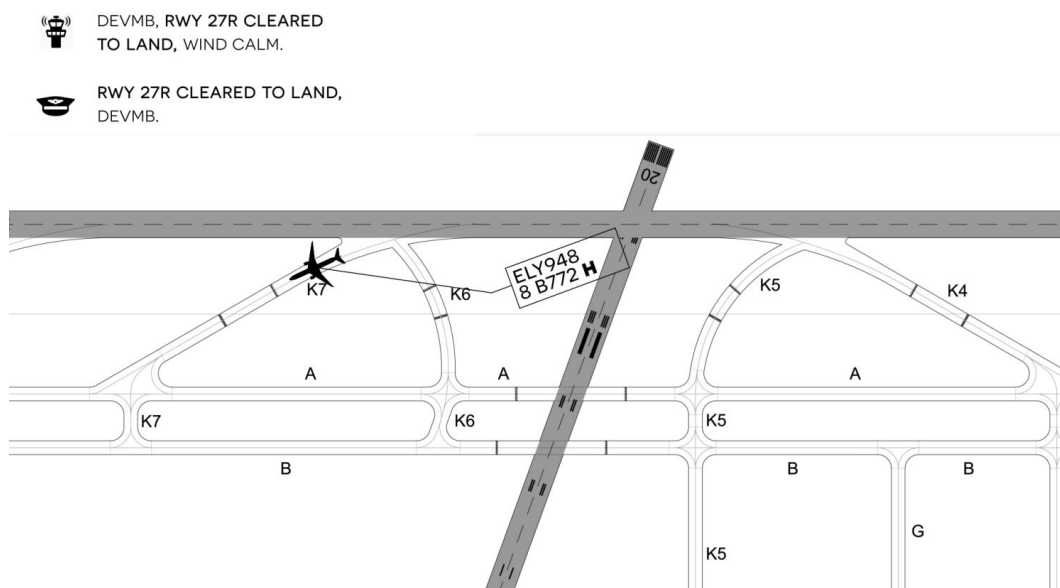 DEVMB, RWY 27R CLEARED
TO LAND, WIND CALM.
RWY 27R CLEARED TO LAND,
DEVMB.
20
ELY948
8 B772 H
K7
K6
K5
K4
A
A
A
K7
K6
K5
B
B
B
G
K5